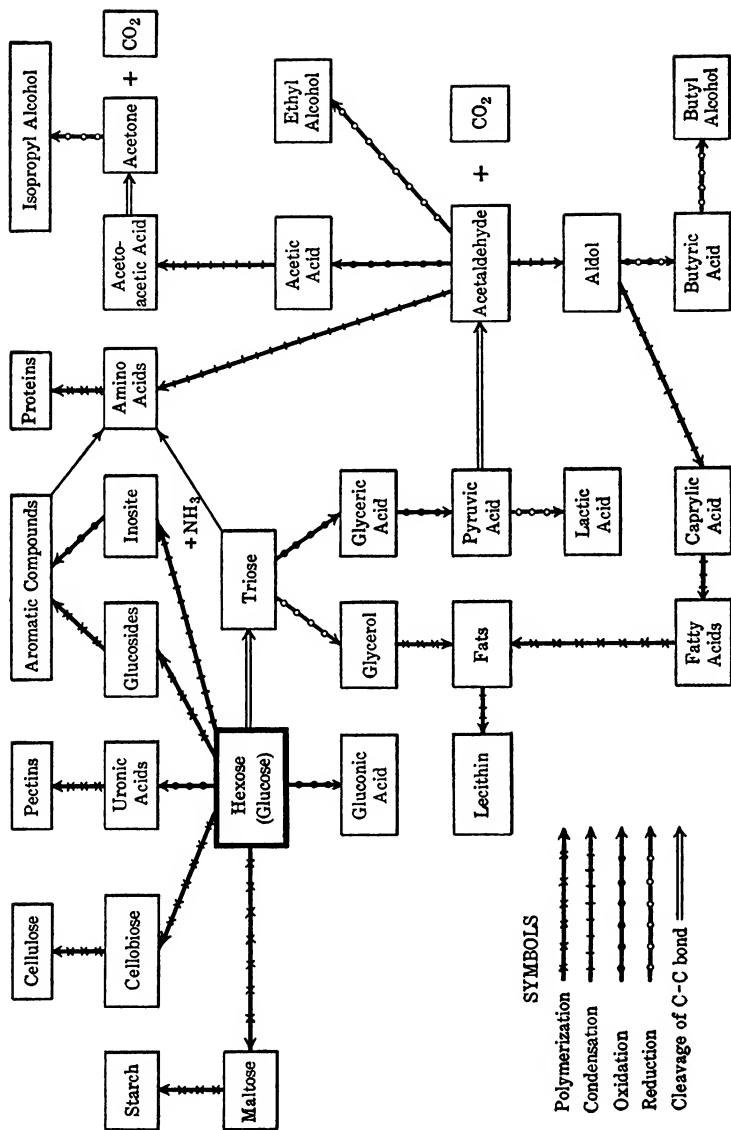 Starch
Cellulose
Pectins
Aromatic Compounds
Proteins
Isopropyl Alcohol
Maltose
Cellobiose
Uronic
Acids
Glucosides
Inosite
Amino
Acids
Aceto-
acetic Acid
Acetone
+
CO2
+ NH3
Hexose
(Glucose)
Triose
Acetic
Acid
Ethyl
Alcohol
Gluconic
Acid
Glycerol
Glyceric
Acid
Lecithin
Fats
Pyruvic
Acid
Acetaldehyde
+
CO2
Lactic
Acid
Aldol
Fatty
Acids
Caprylic
Acid
Butyric
Acid
Butyl
Alcohol
SYMBOLS
Polymerization
Condensation
Oxidation
Reduction
Cleavage of C-C bond